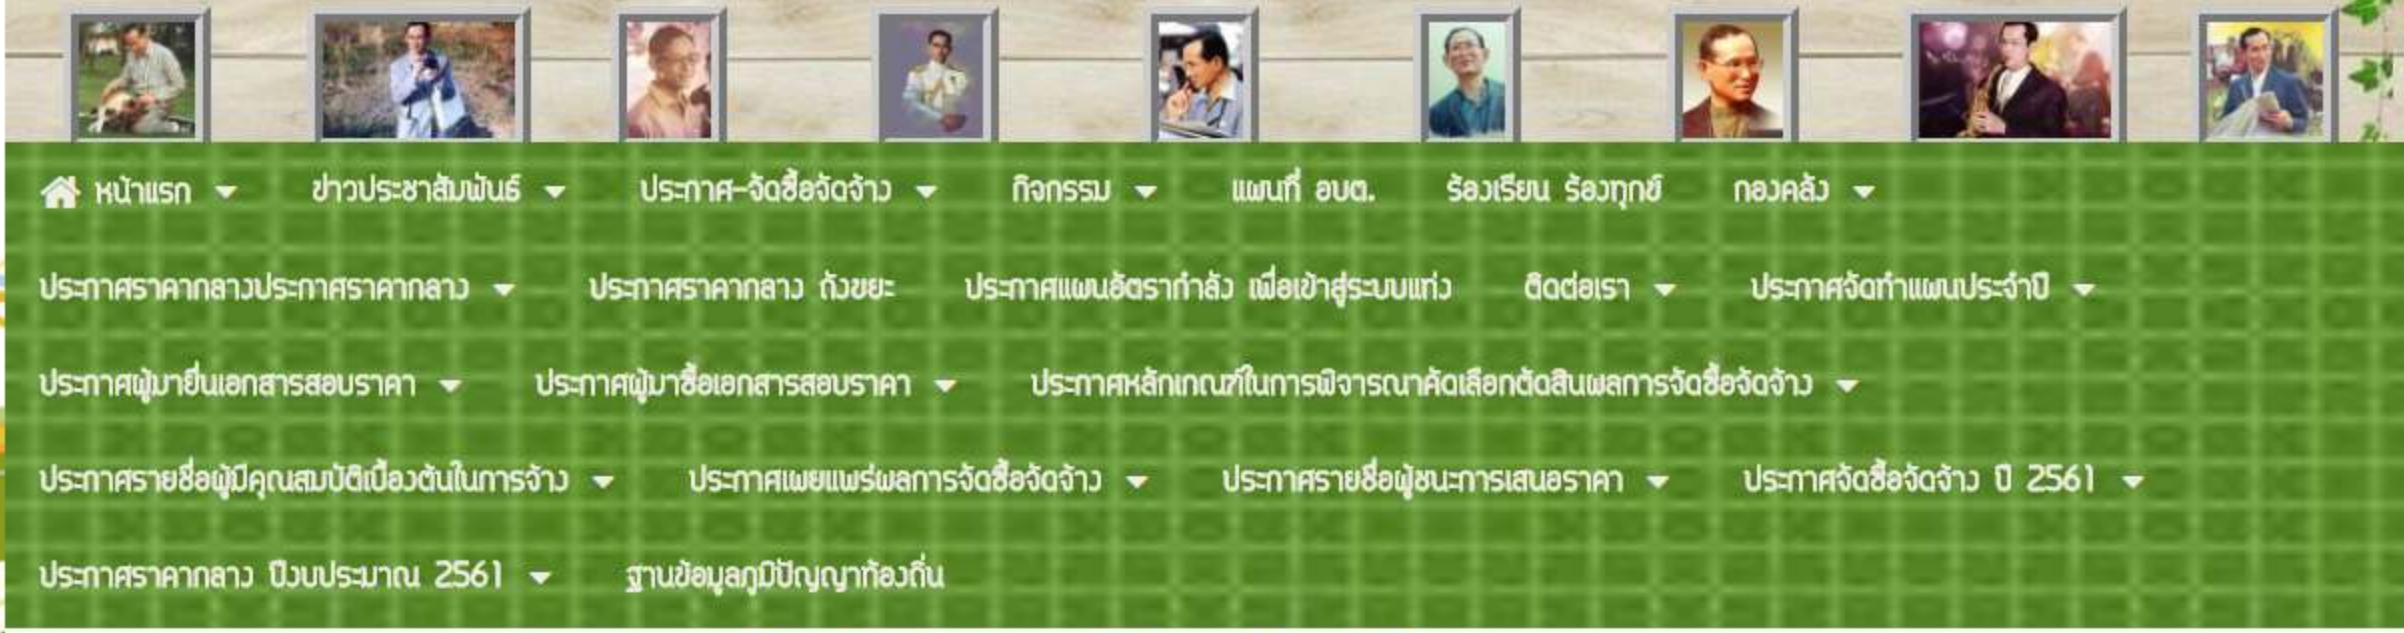 หน้าแรก ข่าวประชาสัมพันธ์ ประกาศ-จัดซื้อจัดจ้าง กิจกรรม แผนที่ อบต. ร้องเรียน ร้องทุกข์ กองคลัง
ประกาศราคากลางประกาศราคากลาง ประกาศราคากลาง ถังขยะ ประกาศแผนอัตรากำลัง เพื่อเข้าสู่ระบบแท่ง ติดต่อเรา ประกาศจัดทำแผนประจำปี
ประกาศผู้มายื่นเอกสารสอบราคา ประกาศผู้มาซื้อเอกสารสอบราคา ประกาศหลักเกณฑ์ในการพิจารณาคัดเลือกตัดสินผลการจัดซื้อจัดจ้าง
ประกาศรายชื่อผู้มีคุณสมบัติเบื้องต้นในการจ้าง ประกาศเผยแพร่ผลการจัดซื้อจัดจ้าง ประกาศรายชื่อผู้ชนะการเสนอราคา ประกาศจัดซื้อจัดจ้าง ปี 2561
ประกาศราคากลาง ปีงบประมาณ 2561 ฐานข้อมูลภูมิปัญญาท้องถิ่น